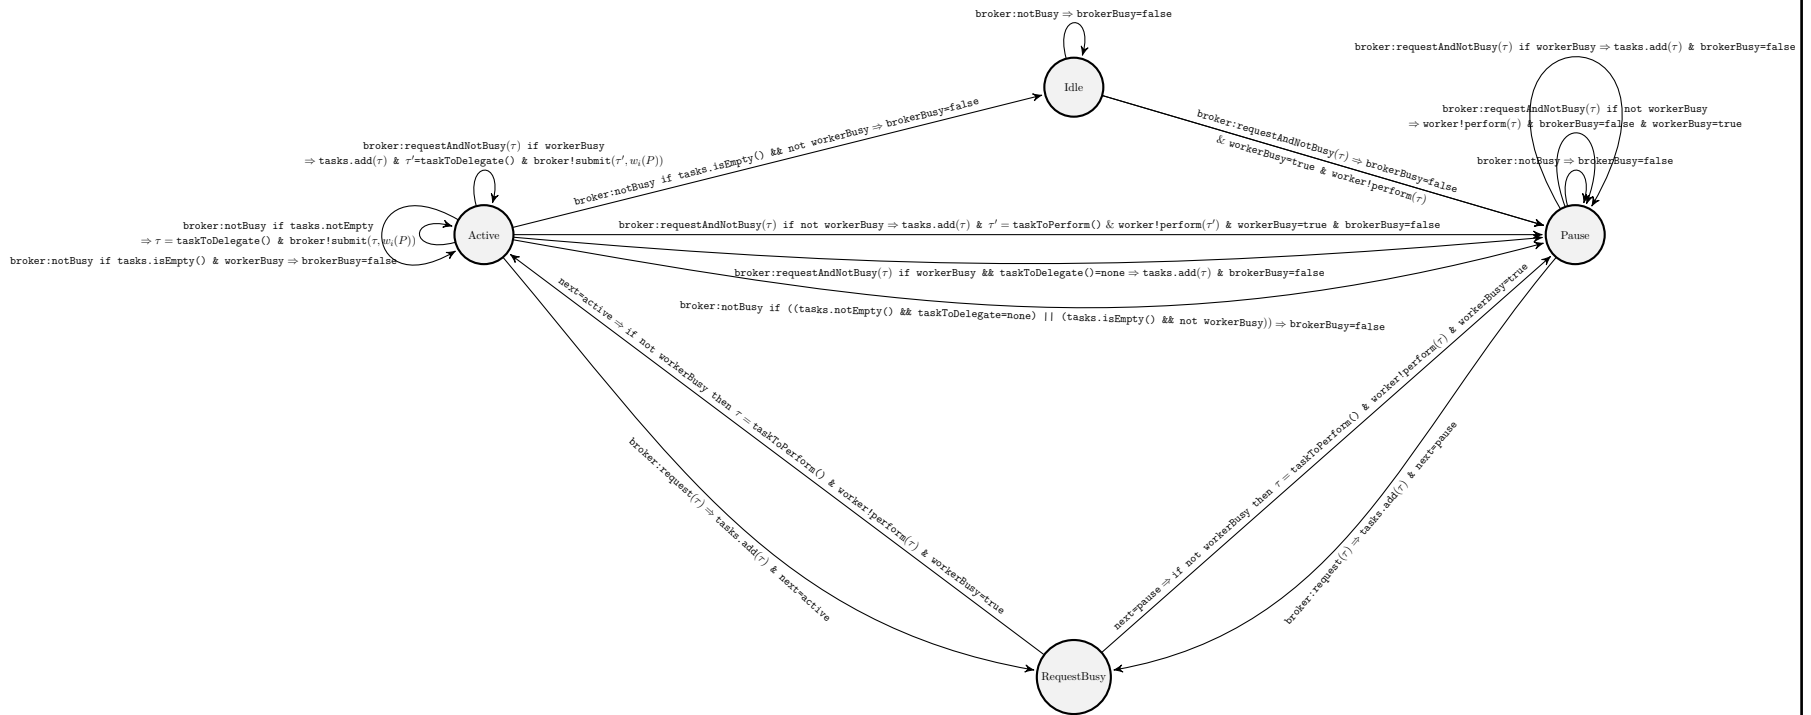 broker:notBusy ⇒ brokerBusy=false
Idle
broker:requestAndNotBusy(τ) if workerBusy ⇒ tasks.add(τ) & brokerBusy=false
broker:requestAndNotBusy(τ) if not workerBusy
⇒ worker!perform(τ) & brokerBusy=false & workerBusy=true
broker:notBusy ⇒ brokerBusy=false
Pause
broker:requestAndNotBusy(τ) if workerBusy
⇒ tasks.add(τ) & τ′=taskToDelegate() & broker!submit(τ′, wᵢ(P))
Active
broker:notBusy if tasks.notEmpty
⇒ τ = taskToDelegate() & broker!submit(τ, wᵢ(P))
broker:notBusy if tasks.isEmpty() & workerBusy ⇒ brokerBusy=false
broker:notBusy if tasks.isEmpty() && not workerBusy ⇒ brokerBusy=false
broker:requestAndNotBusy(τ) ⇒ brokerBusy=false
& workerBusy=true & worker!perform(τ)
broker:requestAndNotBusy(τ) if not workerBusy ⇒ tasks.add(τ) & τ′ = taskToPerform() & worker!perform(τ′) & workerBusy=true & brokerBusy=false
broker:requestAndNotBusy(τ) if workerBusy && taskToDelegate()=none ⇒ tasks.add(τ) & brokerBusy=false
broker:notBusy if ((tasks.notEmpty() && taskToDelegate=none) || (tasks.isEmpty() && not workerBusy)) ⇒ brokerBusy=false
next=active ⇒ if not workerBusy then τ = taskToPerform() & worker!perform(τ) & workerBusy=true
broker:request(τ) ⇒ tasks.add(τ) & next=active
next=pause ⇒ if not workerBusy then τ = taskToPerform() & worker!perform(τ) & workerBusy=true
broker:request(τ) ⇒ tasks.add(τ) & next=pause
RequestBusy